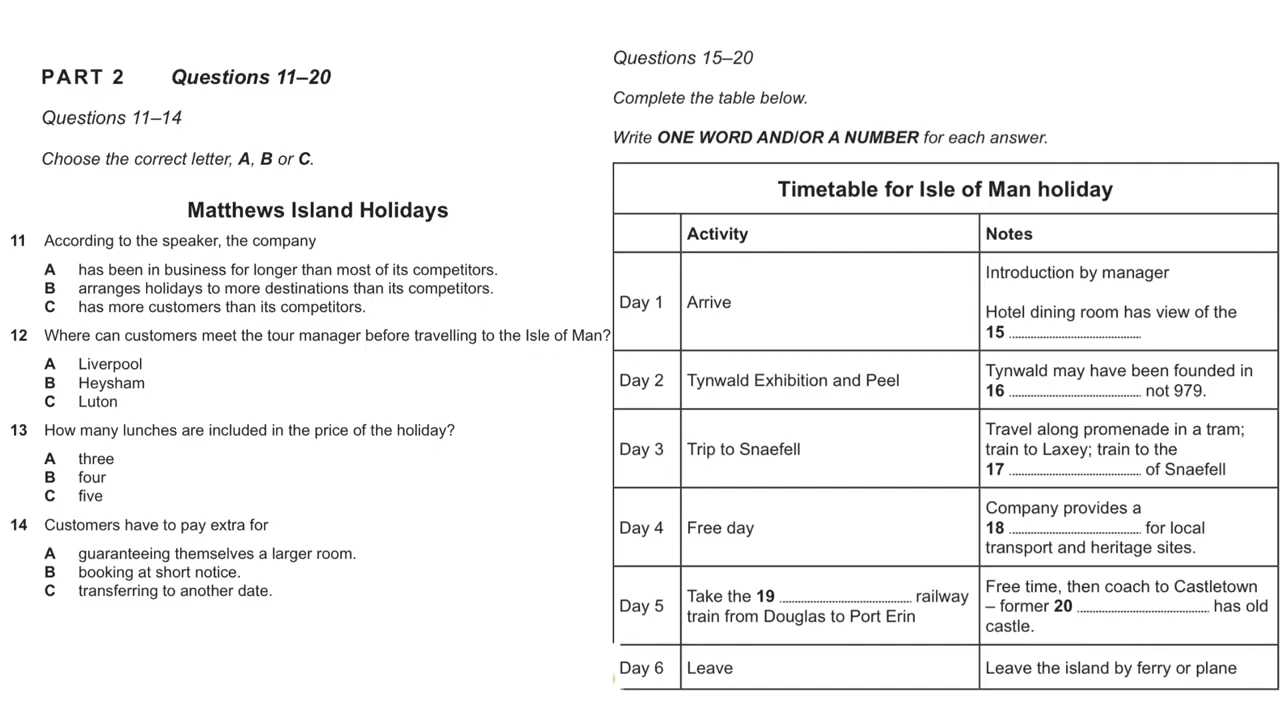 PART 2 Questions 11–20
Questions 11–14
Choose the correct letter, A, B or C.
Matthews Island Holidays
11 According to the speaker, the company
A has been in business for longer than most of its competitors.
B arranges holidays to more destinations than its competitors.
C has more customers than its competitors.
12 Where can customers meet the tour manager before travelling to the Isle of Man?
A Liverpool
B Heysham
C Luton
13 How many lunches are included in the price of the holiday?
A three
B four
C five
14 Customers have to pay extra for
A guaranteeing themselves a larger room.
B booking at short notice.
C transferring to another date.
Questions 15–20
Complete the table below.
Write ONE WORD AND/OR A NUMBER for each answer.
Timetable for Isle of Man holiday
Activity Notes
Day 1 Arrive
Introduction by manager
Hotel dining room has view of the
15 ................................
Day 2 Tynwald Exhibition and Peel
Tynwald may have been founded in
16 ................................ not 979.
Day 3 Trip to Snaefell
Travel along promenade in a tram;
train to Laxey; train to the
17 ................................ of Snaefell
Day 4 Free day
Company provides a
18 ................................ for local
transport and heritage sites.
Day 5
Take the 19 ................................ railway
train from Douglas to Port Erin
Free time, then coach to Castletown
– former 20 ................................ has old
castle.
Day 6 Leave Leave the island by ferry or plane